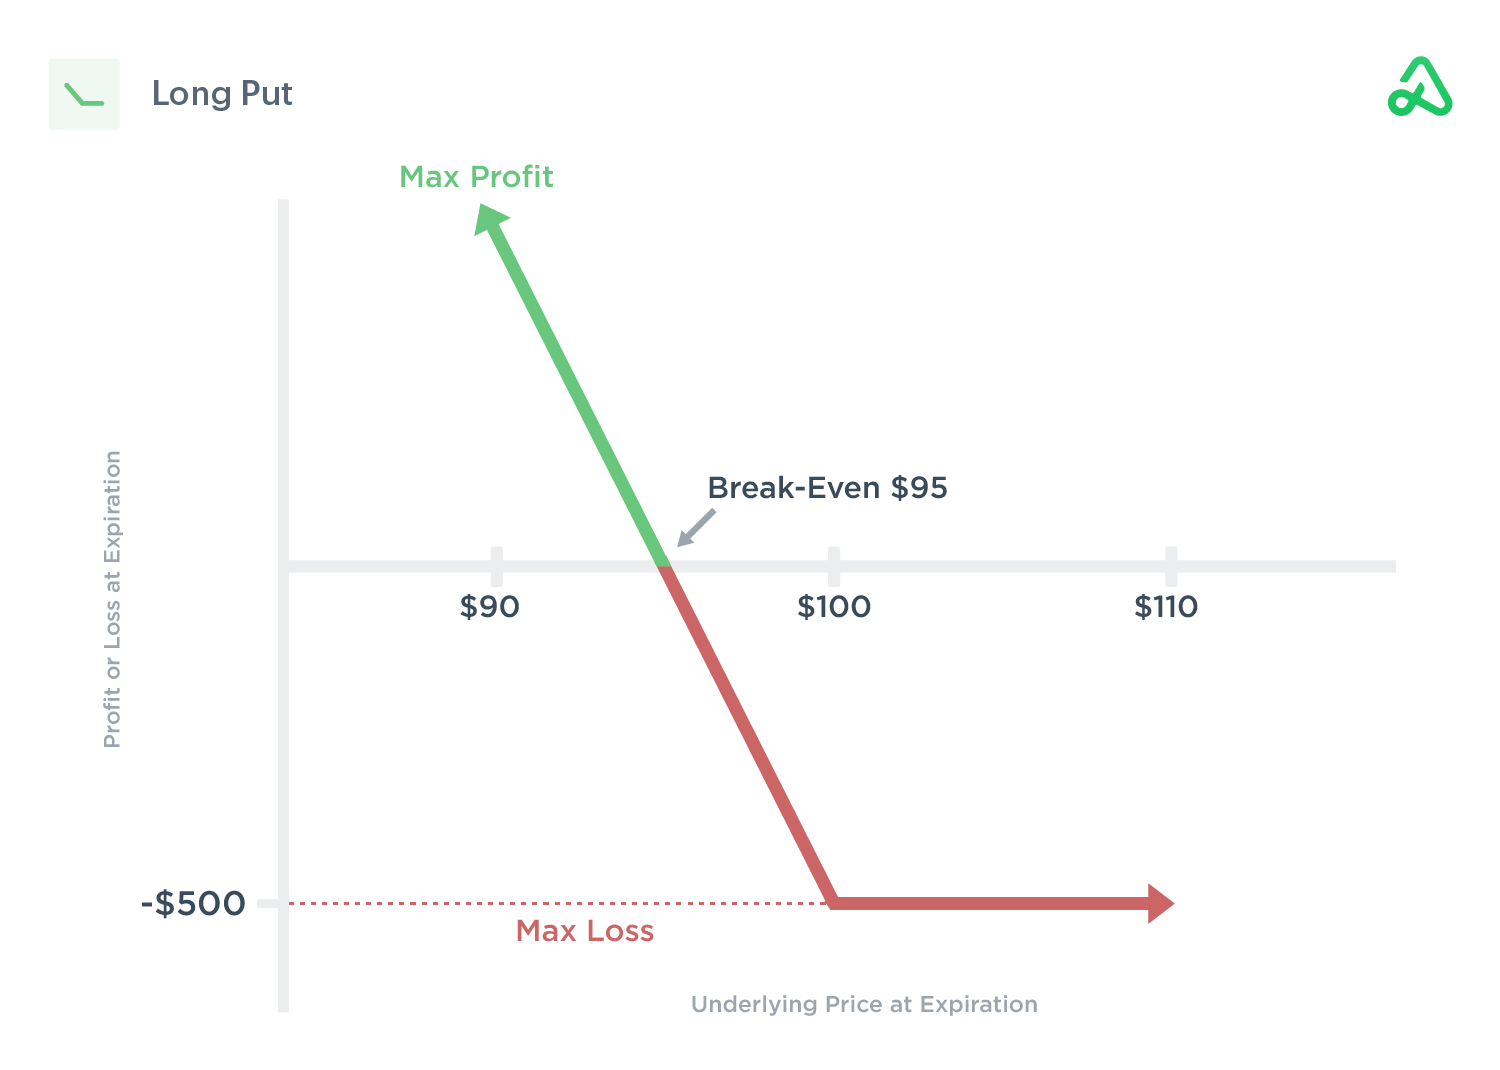 Long Put
Max Profit
Break-Even $95
$90
$100
$110
Profit or Loss at Expiration
-$500
Max Loss
Underlying Price at Expiration